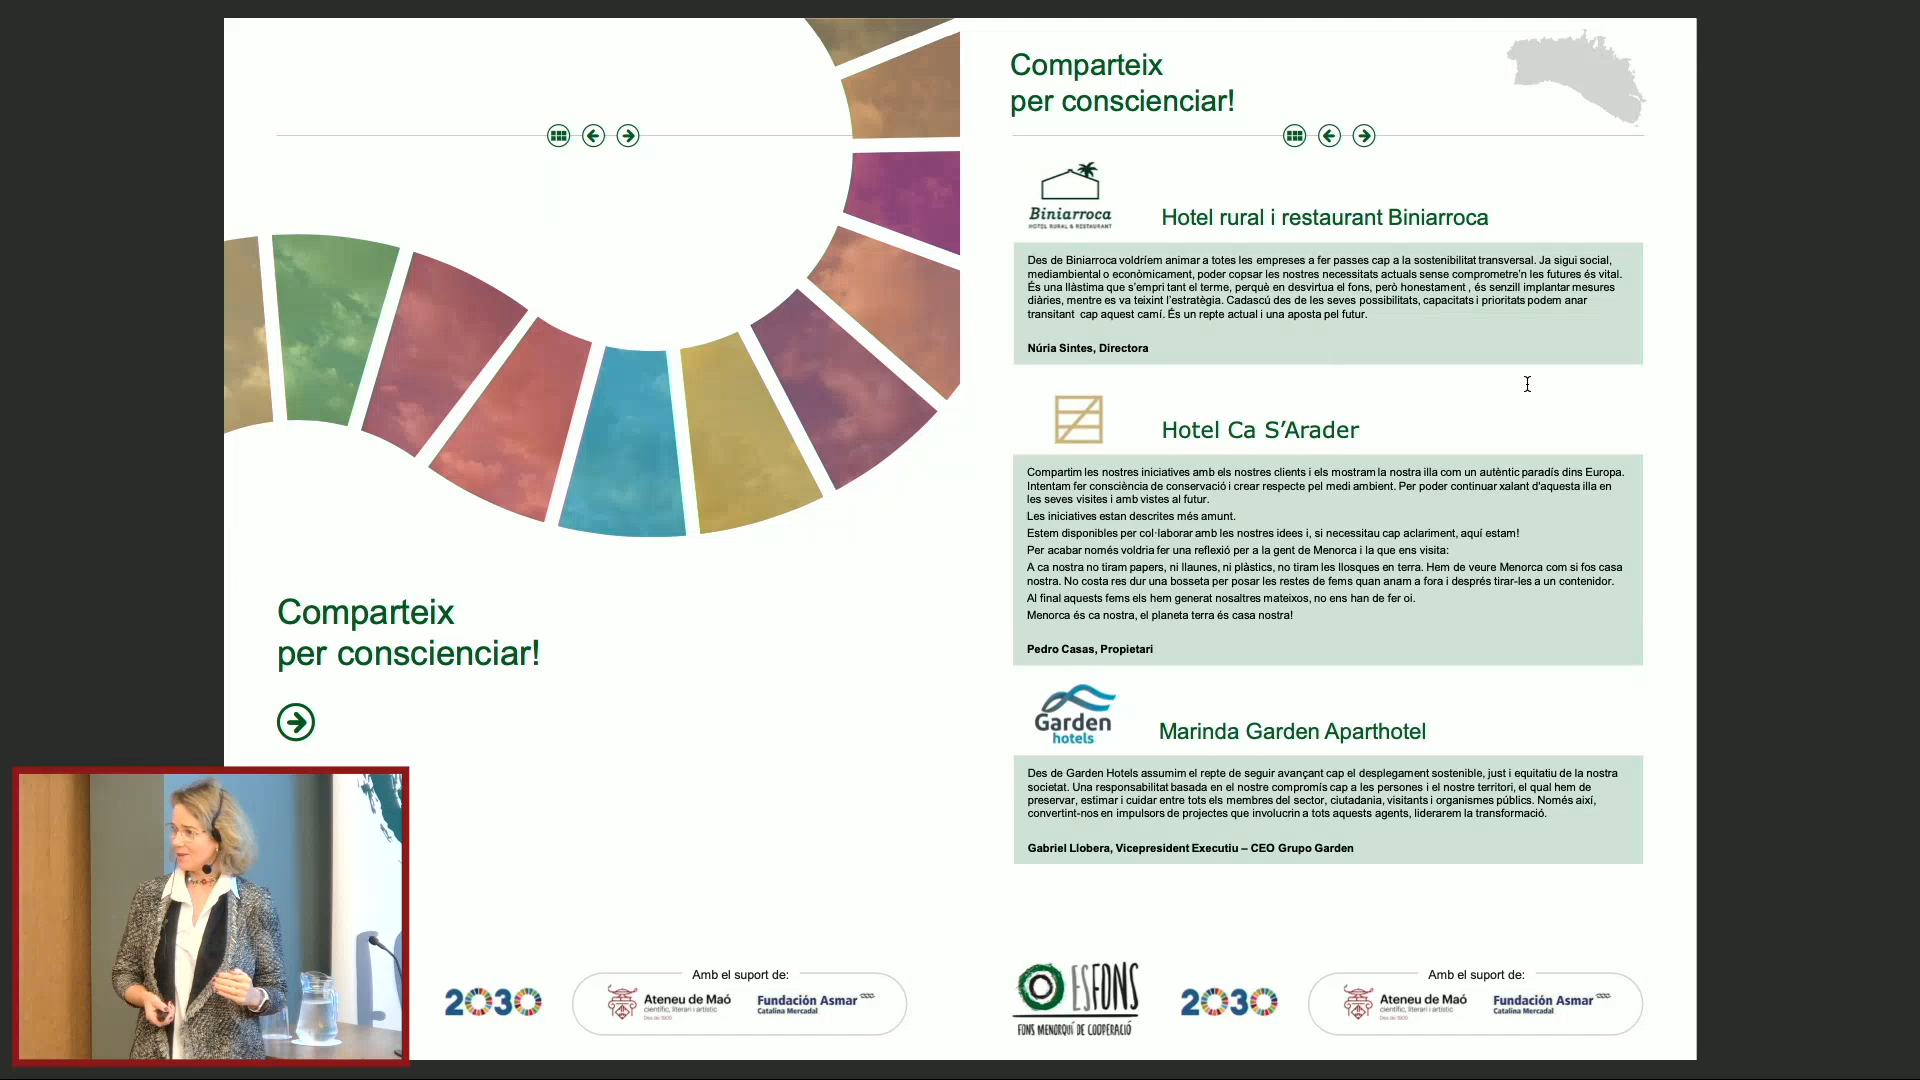 Comparteix
per conscienciar!
Amb el suport de:
2030
Ateneu de Maó
científic, literari i artístic
Des de 1905
Fundación Asmar
Catalina Mercadal
Comparteix
per conscienciar!
Biniarroca
HOTEL RURAL & RESTAURANT
Hotel rural i restaurant Biniarroca
Des de Biniarroca voldríem animar a totes les empreses a fer passes cap a la sostenibilitat transversal. Ja sigui social,
mediambiental o econòmicament, poder copsar les nostres necessitats actuals sense comprometre'n les futures és vital.
És una llàstima que s'empri tant el terme, perquè en desvirtua el fons, però honestament , és senzill implantar mesures
diàries, mentre es va teixint l'estratègia. Cadascú des de les seves possibilitats, capacitats i prioritats podem anar
transitant cap aquest camí. És un repte actual i una aposta pel futur.
Núria Sintes, Directora
Hotel Ca S'Arader
Compartim les nostres iniciatives amb els nostres clients i els mostram la nostra illa com un autèntic paradís dins Europa.
Intentam fer consciència de conservació i crear respecte pel medi ambient. Per poder continuar xalant d'aquesta illa en
les seves visites i amb vistes al futur.
Les iniciatives estan descrites més amunt.
Estem disponibles per col·laborar amb les nostres idees i, si necessitau cap aclariment, aquí estam!
Per acabar només voldria fer una reflexió per a la gent de Menorca i la que ens visita:
A ca nostra no tiram papers, ni llaunes, ni plàstics, no tiram les llosques en terra. Hem de veure Menorca com si fos casa
nostra. No costa res dur una bosseta per posar les restes de fems quan anam a fora i després tirar-les a un contenidor.
Al final aquests fems els hem generat nosaltres mateixos, no ens han de fer oi.
Menorca és ca nostra, el planeta terra és casa nostra!
Pedro Casas, Propietari
Garden
hotels
Marinda Garden Aparthotel
Des de Garden Hotels assumim el repte de seguir avançant cap el desplegament sostenible, just i equitatiu de la nostra
societat. Una responsabilitat basada en el nostre compromís cap a les persones i el nostre territori, el qual hem de
preservar, estimar i cuidar entre tots els membres del sector, ciutadania, visitants i organismes públics. Només així,
convertint-nos en impulsors de projectes que involucrin a tots aquests agents, liderarem la transformació.
Gabriel Llobera, Vicepresident Executiu – CEO Grupo Garden
ESFONS
FONS MENORQUÍ DE COOPERACIÓ
2030
Amb el suport de:
Ateneu de Maó
científic, literari i artístic
Des de 1905
Fundación Asmar
Catalina Mercadal